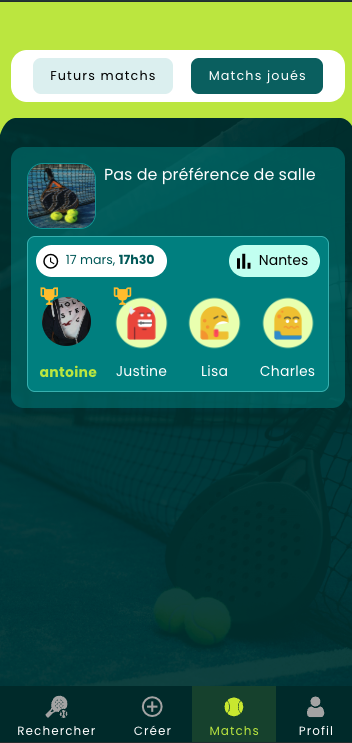 Futurs matchs
Matchs joués
Pas de préférence de salle
17 mars, 17h30
Nantes
antoine
Justine
Lisa
Charles
Rechercher
Créer
Matchs
Profil